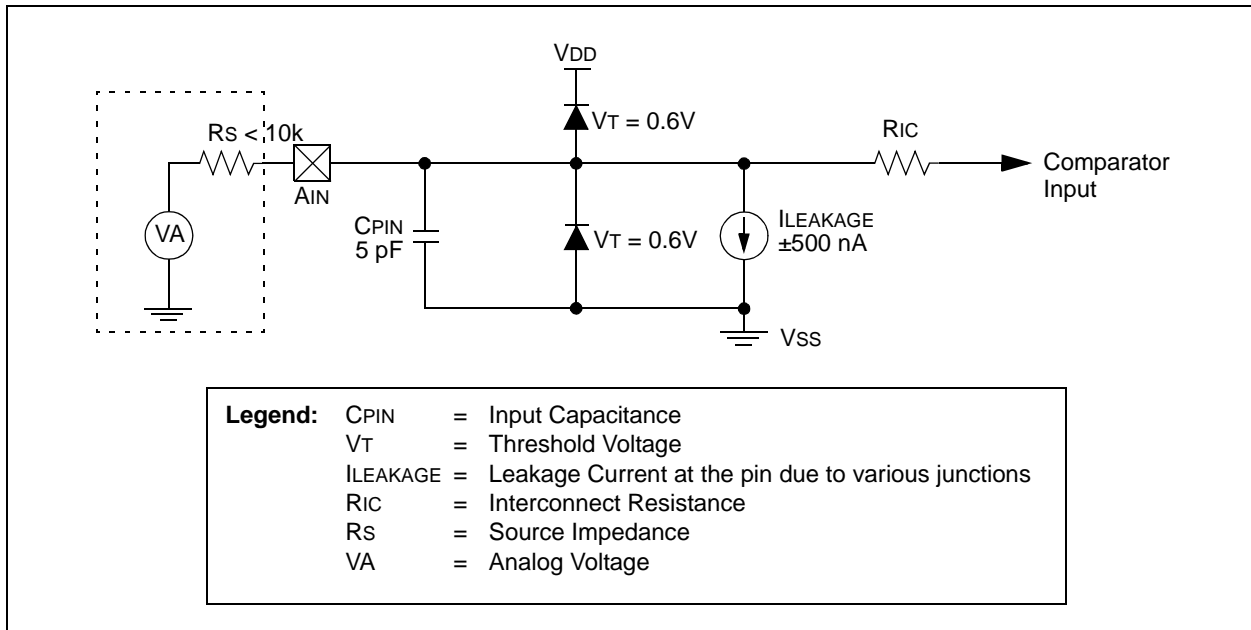 VDD
VT = 0.6V
RS < 10k
RIC
AIN
Comparator
Input
VA
CPIN
5 pF
VT = 0.6V
ILEAKAGE
±500 nA
VSS
Legend: CPIN = Input Capacitance
VT = Threshold Voltage
ILEAKAGE = Leakage Current at the pin due to various junctions
RIC = Interconnect Resistance
RS = Source Impedance
VA = Analog Voltage